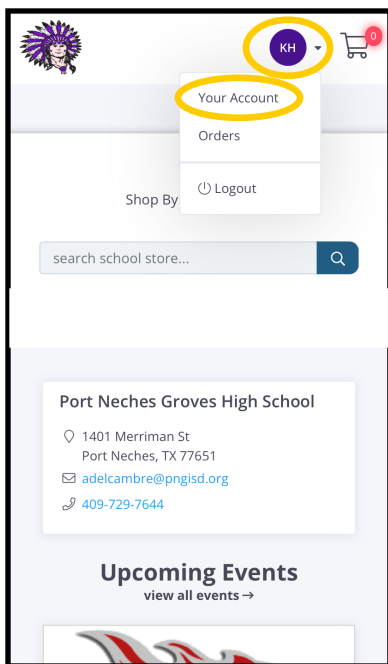 KH
0
Your Account
Orders
Logout
Shop By
search school store...
Port Neches Groves High School
1401 Merriman St
Port Neches, TX 77651
adelcambre@pngisd.org
409-729-7644
Upcoming Events
view all events →